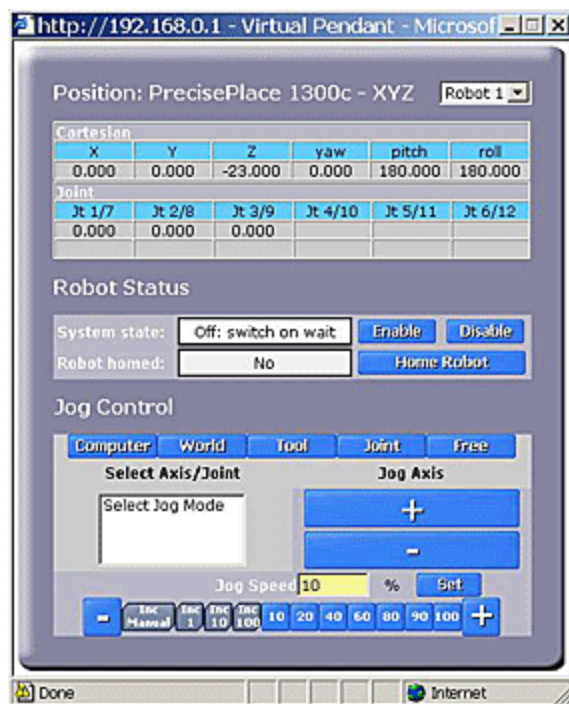 http://192.168.0.1 - Virtual Pendant - Microsof
Position: PrecisePlace 1300c - XYZ Robot 1
Cartesian
X Y Z yaw pitch roll
0.000 0.000 -23.000 0.000 180.000 180.000
Joint
Jt 1/7 Jt 2/8 Jt 3/9 Jt 4/10 Jt 5/11 Jt 6/12
0.000 0.000 0.000
Robot Status
System state: Off: switch on wait Enable Disable
Robot homed: No Home Robot
Jog Control
Computer World Tool Joint Free
Select Axis/Joint Jog Axis
Select Jog Mode +
-
Jog Speed 10 % Set
- Inc Manual Inc 1 Inc 10 Inc 100 10 20 40 60 80 90 100 +
Done Internet